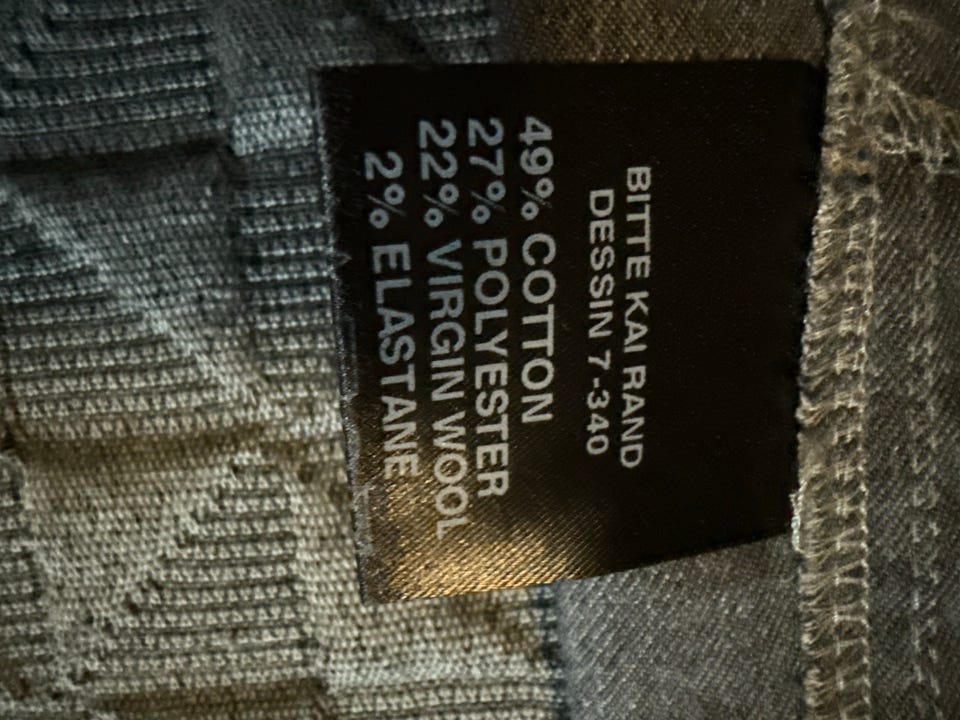 BITTE KAI RAND
DESSIN 7-340
49% COTTON
27% POLYESTER
22% VIRGIN WOOL
2% ELASTANE